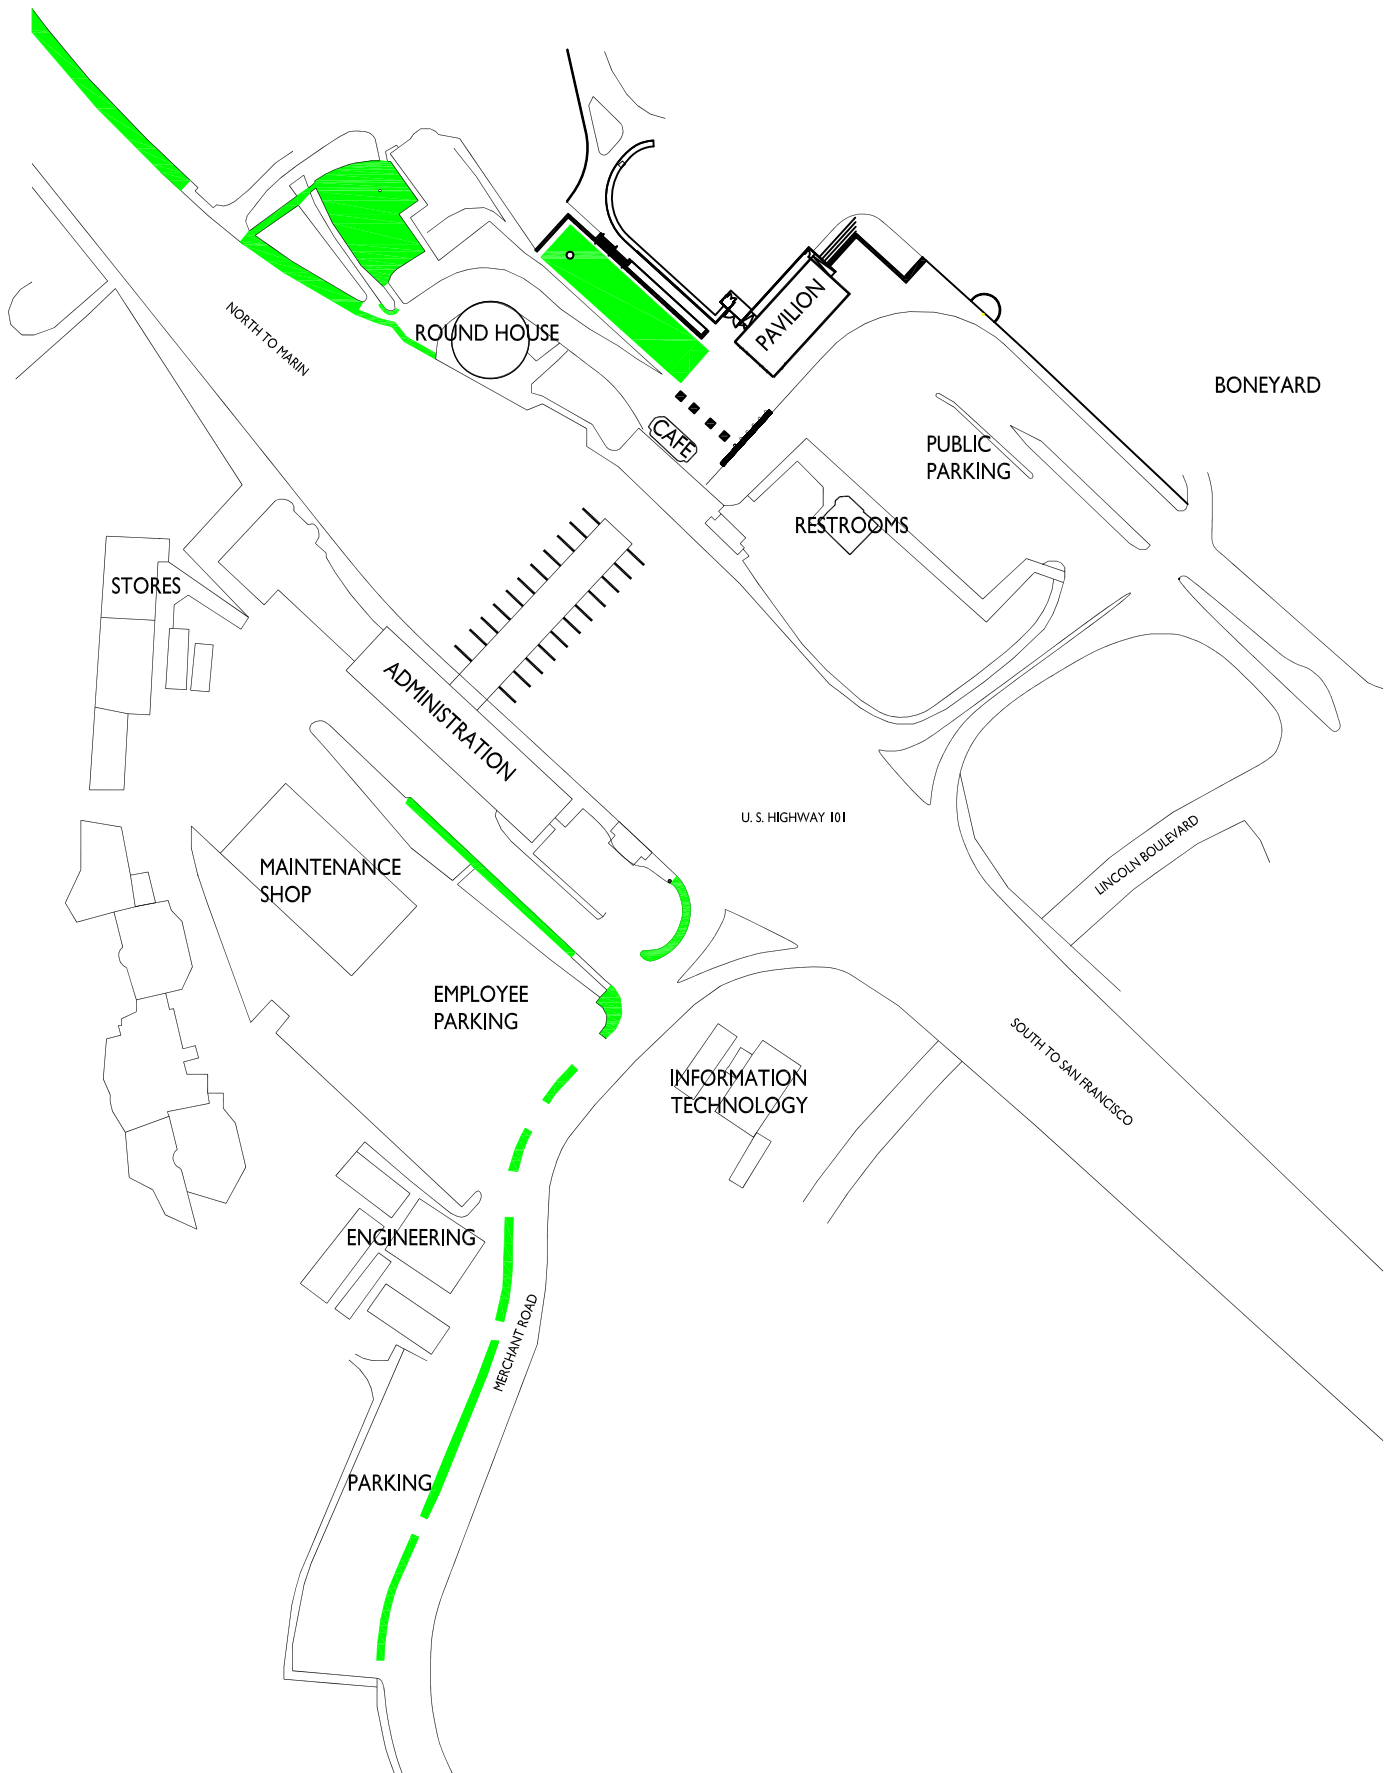 NORTH TO MARIN
ROUND HOUSE
PAVILION
BONEYARD
CAFE
PUBLIC
PARKING
RESTROOMS
STORES
ADMINISTRATION
U. S. HIGHWAY 101
LINCOLN BOULEVARD
MAINTENANCE
SHOP
EMPLOYEE
PARKING
SOUTH TO SAN FRANCISCO
INFORMATION
TECHNOLOGY
ENGINEERING
MERCHANT ROAD
PARKING